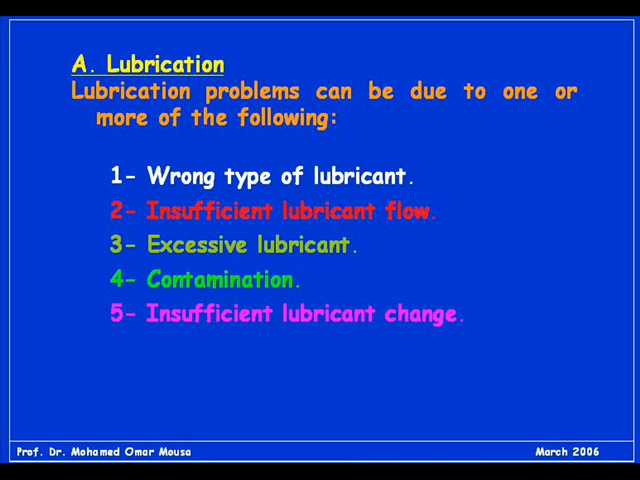 A. Lubrication
Lubrication problems can be due to one or
more of the following:
1- Wrong type of lubricant.
2- Insufficient lubricant flow.
3- Excessive lubricant.
4- Contamination.
5- Insufficient lubricant change.
Prof. Dr. Mohamed Omar Mousa March 2006